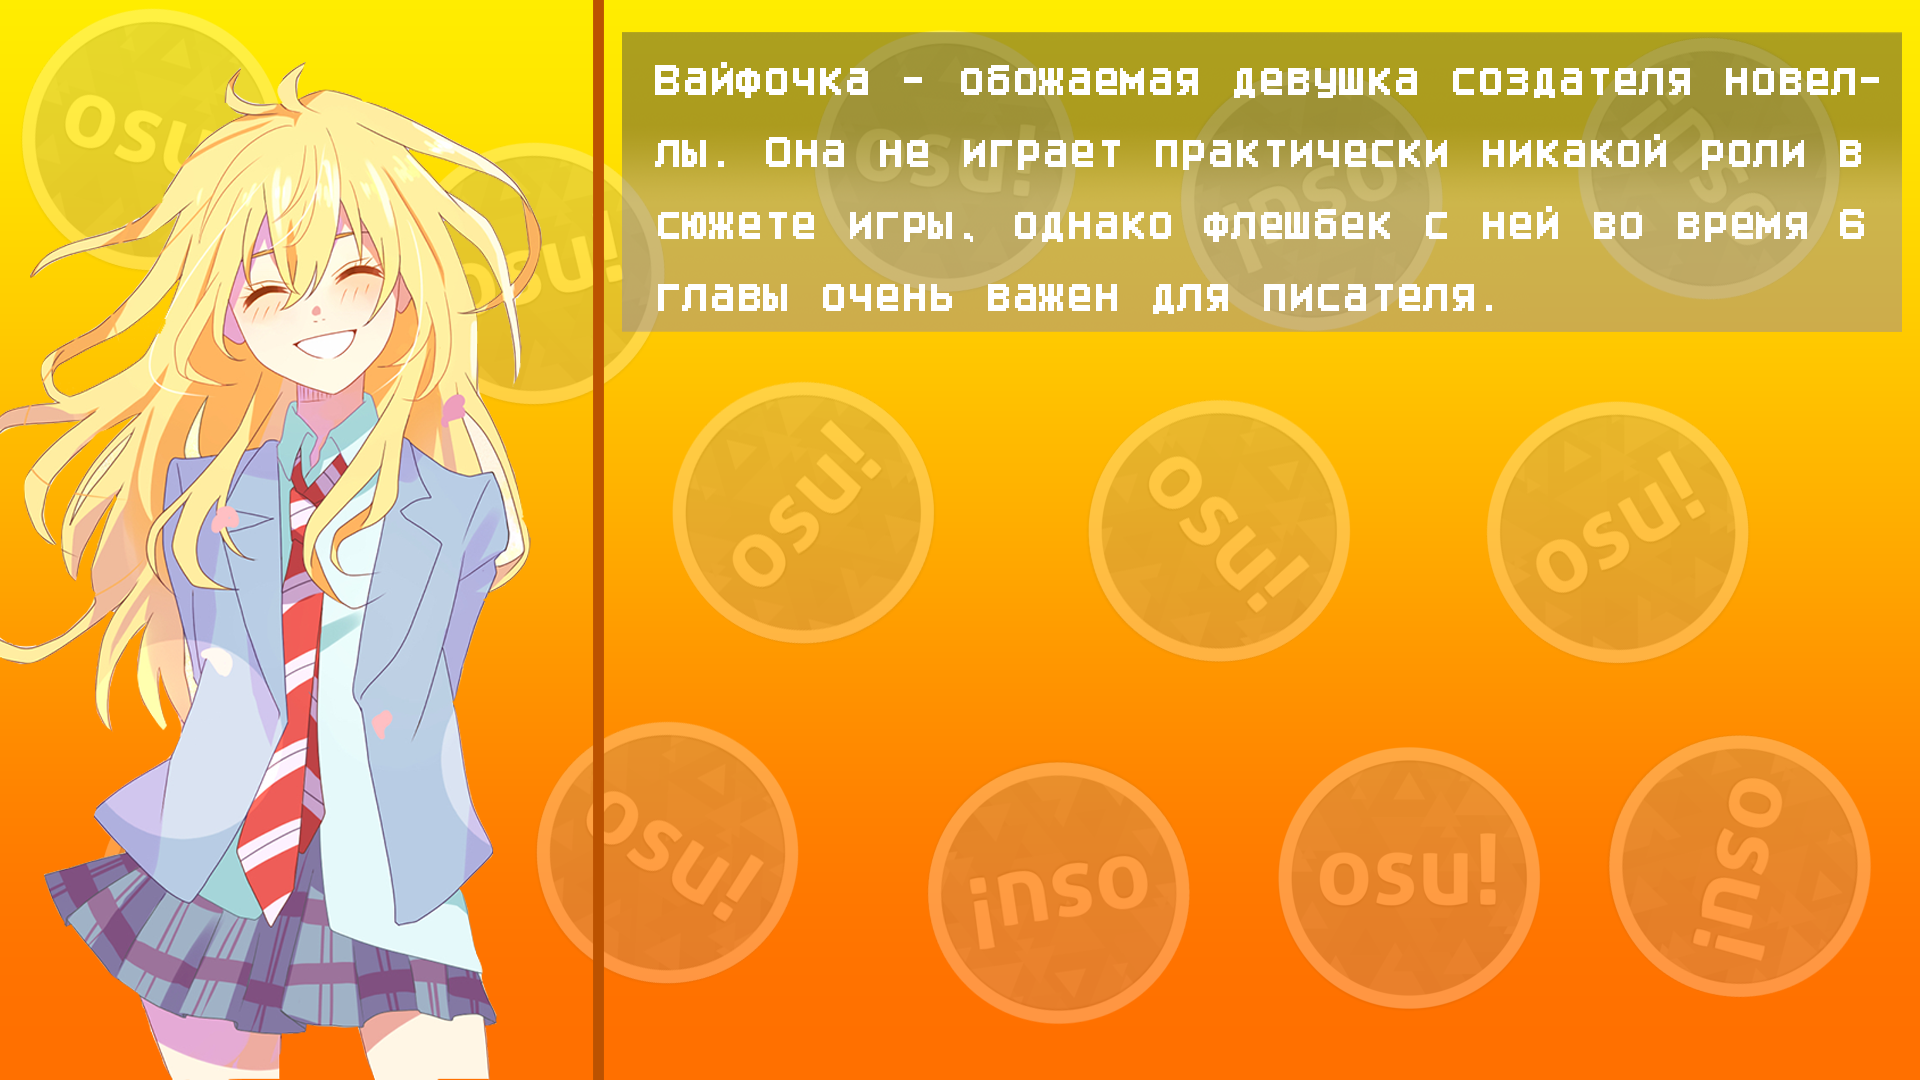 Вайфочка - обожаемая девушка создателя новел-
лы. Она не играет практически никакой роли в
сюжете игры, однако флешбек с ней во время 6
главы очень важен для писателя.
osu!
osu!
osu!
osu!
osu!
osu!
osu!
osu!
osu!
osu!
osu!
osu!